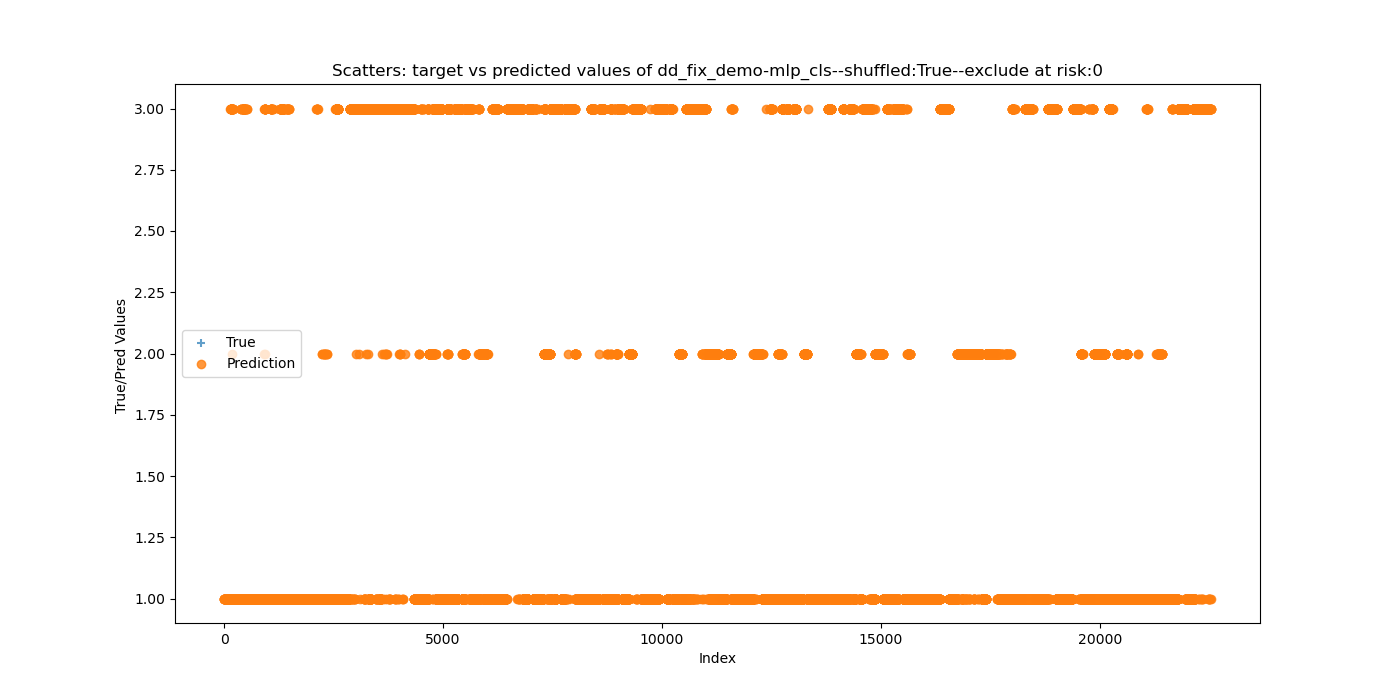 Scatters: target vs predicted values of dd_fix_demo-mlp_cls--shuffled:True--exclude at risk:0
3.00
2.75
2.50
2.25
2.00
1.75
1.50
1.25
1.00
True/Pred Values
True
Prediction
0
5000
10000
15000
20000
Index